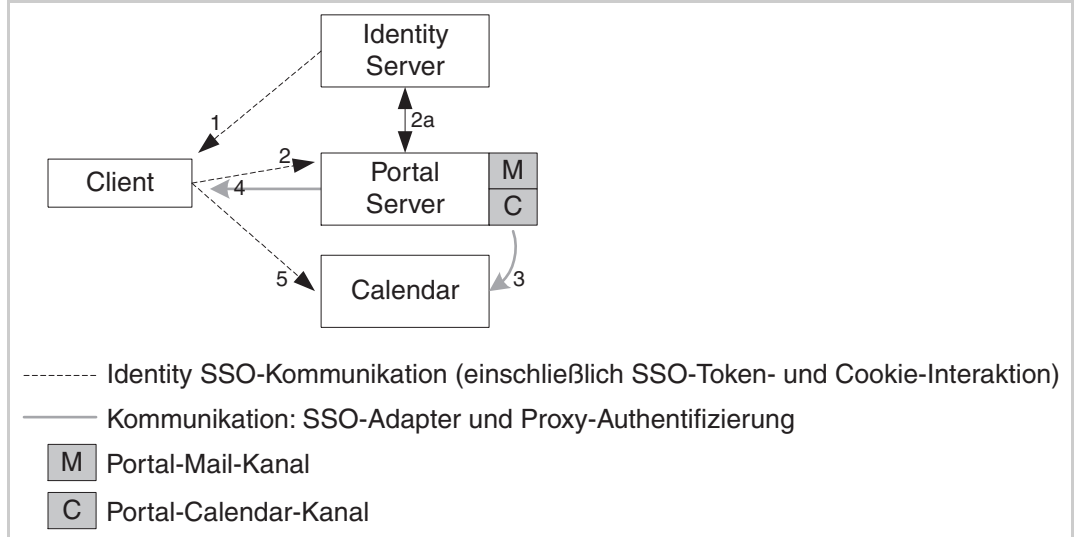 Identity
Server
1
2a
Client
2
4
Portal
Server
M
C
5
Calendar
3
Identity SSO-Kommunikation (einschließlich SSO-Token- und Cookie-Interaktion)
Kommunikation: SSO-Adapter und Proxy-Authentifizierung
M Portal-Mail-Kanal
C Portal-Calendar-Kanal